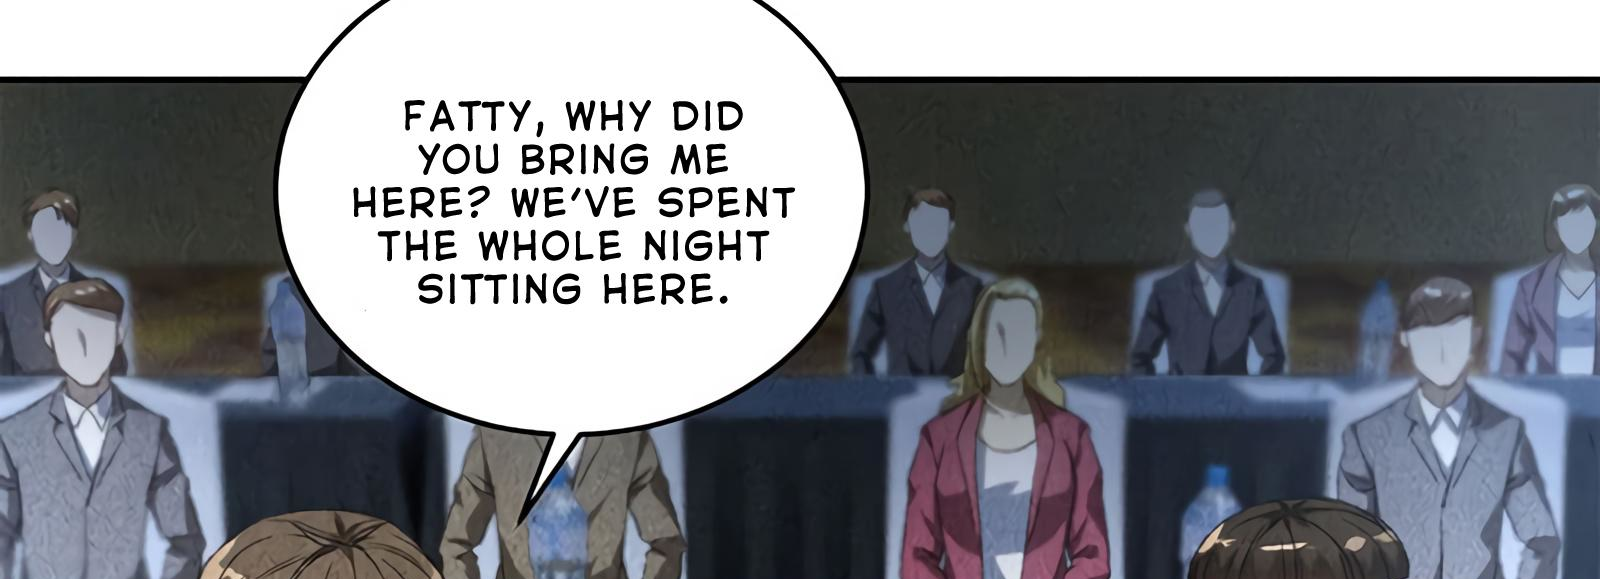 FATTY, WHY DID
YOU BRING ME
HERE? WE'VE SPENT
THE WHOLE NIGHT
SITTING HERE.